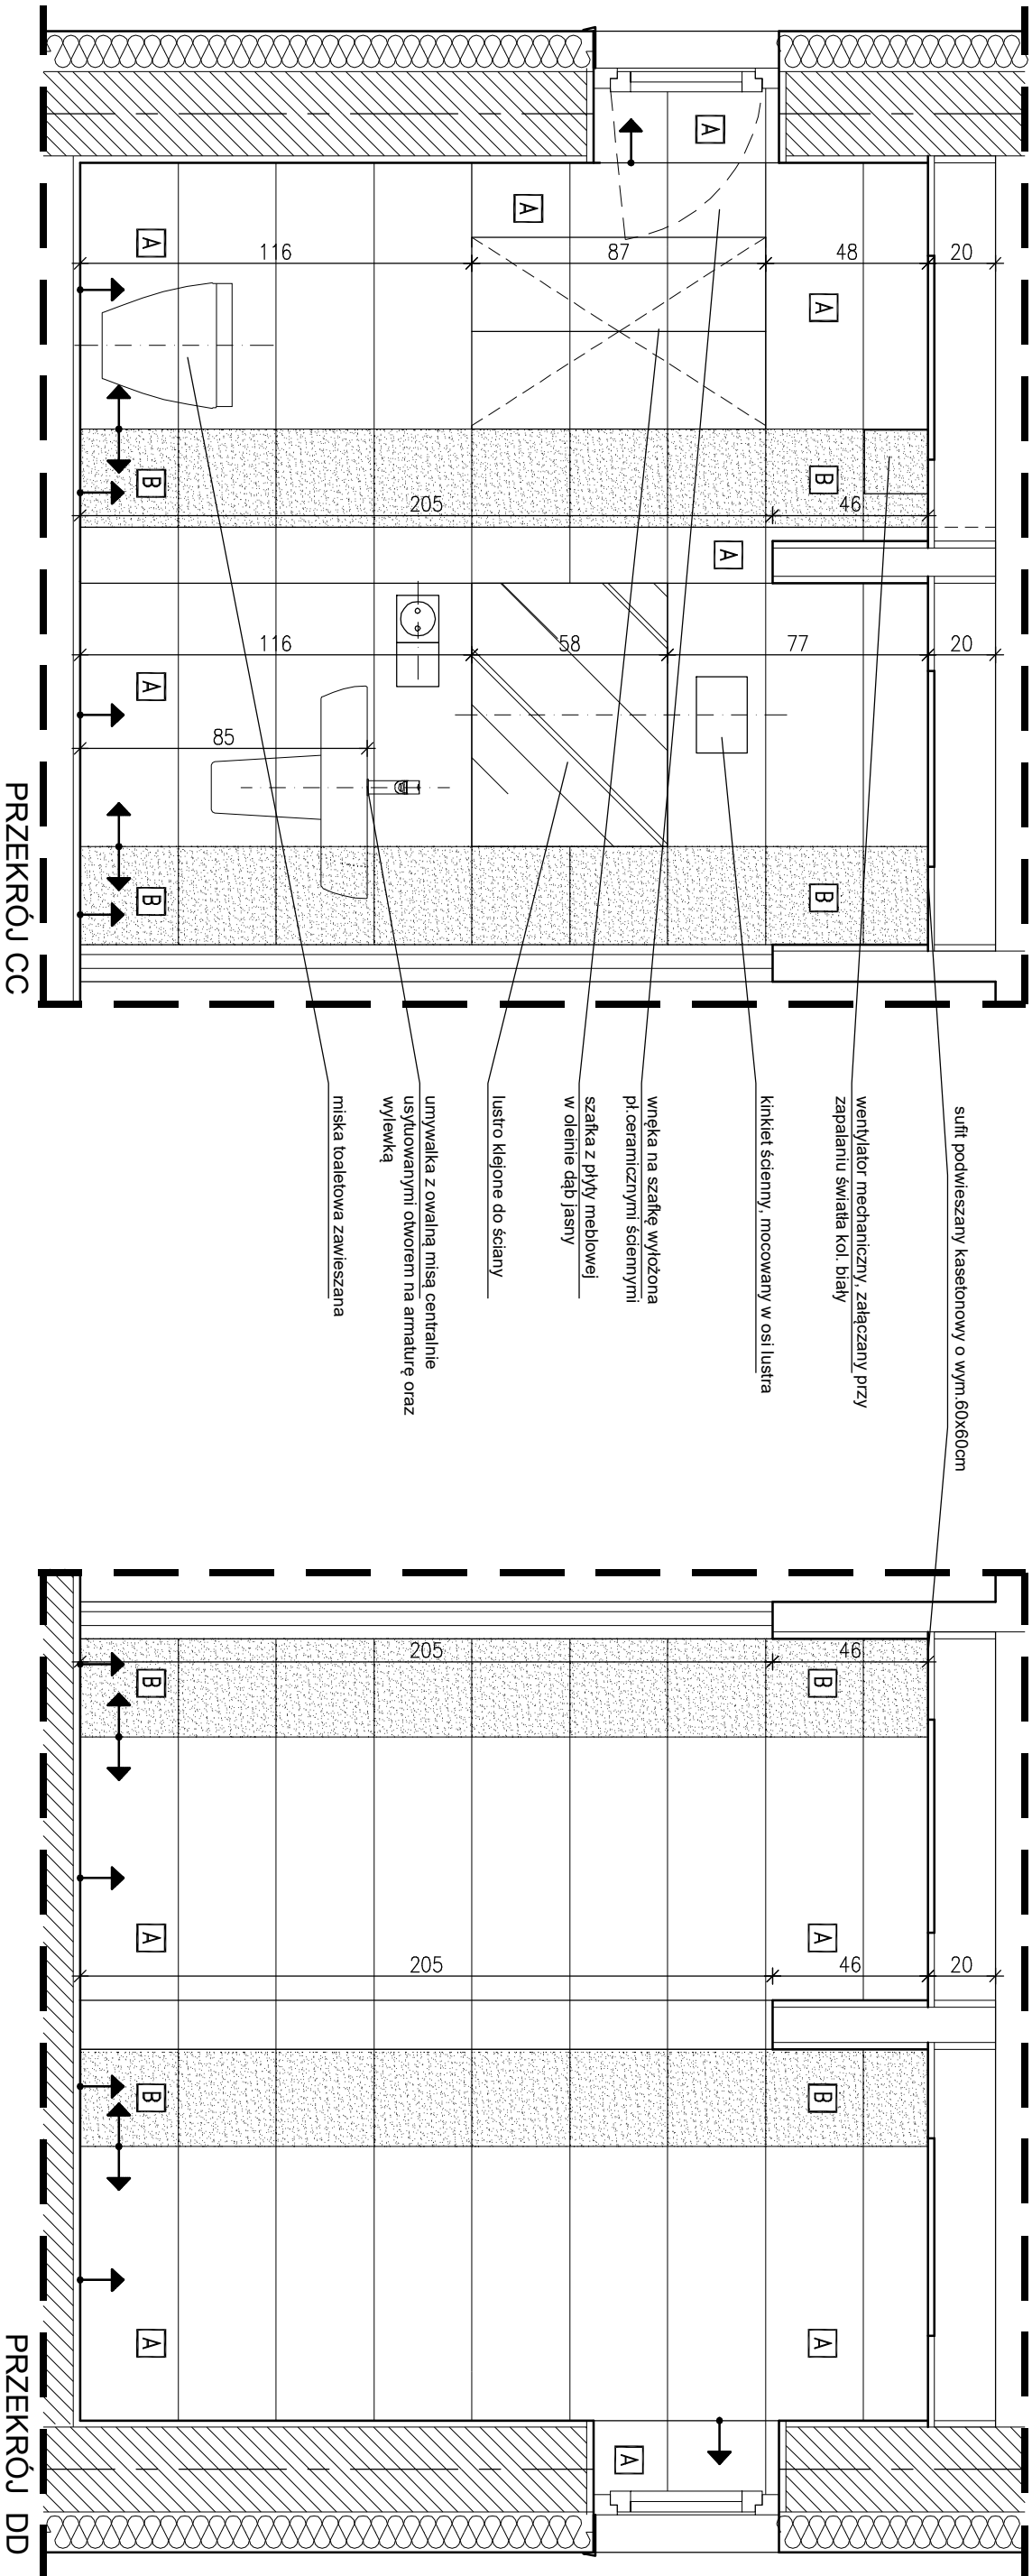 sufit podwieszany kasetonowy o wym.60x60cm
wentylator mechaniczny, załączany przy
zapalaniu światła kol. biały
kinkiet ścienny, mocowany w osi lustra
wnęka na szafkę wyłożona
pł.ceramicznymi ściennymi
szafka z płyty meblowej
w oleinie dąb jasny
lustro klejone do ściany
umywalka z owalną misą centralnie
usytuowanymi otworem na armaturę oraz
wylewką
miska toaletowa zawieszana
20
48
87
116
A
A
A
A
B
B
46
205
A
20
77
58
116
85
A
B
B
PRZEKRÓJ CC
46
205
B
B
A
A
20
46
205
B
B
A
A
A
PRZEKRÓJ DD